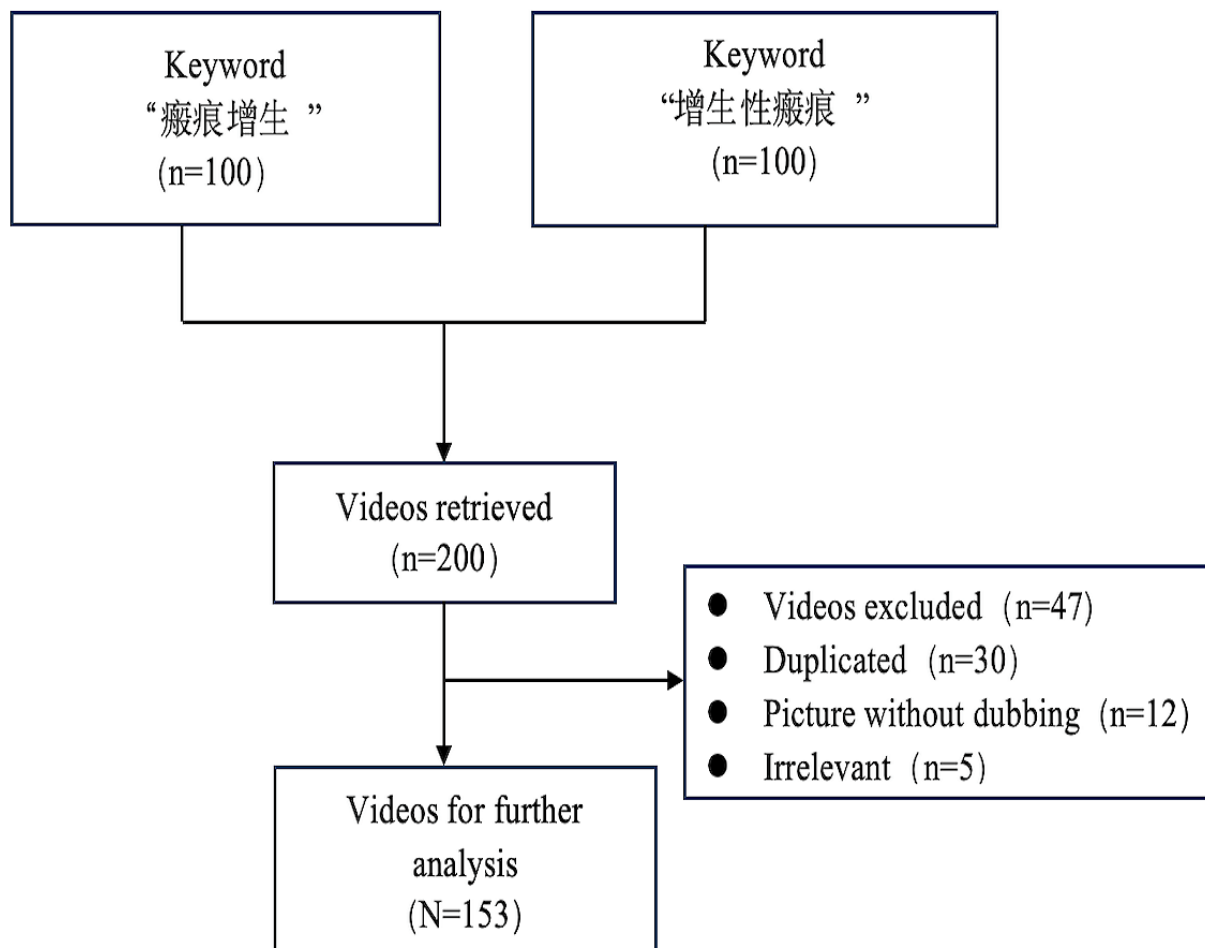 Keyword
“瘢痕增生 ”
(n=100)
Keyword
“增生性瘢痕 ”
(n=100)
Videos retrieved
(n=200)
● Videos excluded (n=47)
● Duplicated (n=30)
● Picture without dubbing (n=12)
● Irrelevant (n=5)
Videos for further
analysis
(N=153)